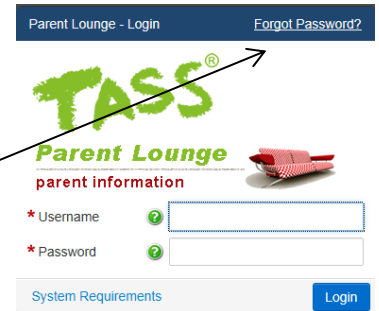 Parent Lounge - Login Forgot Password?
TASS®
Parent Lounge
parent information
* Username ?
* Password ?
System Requirements Login